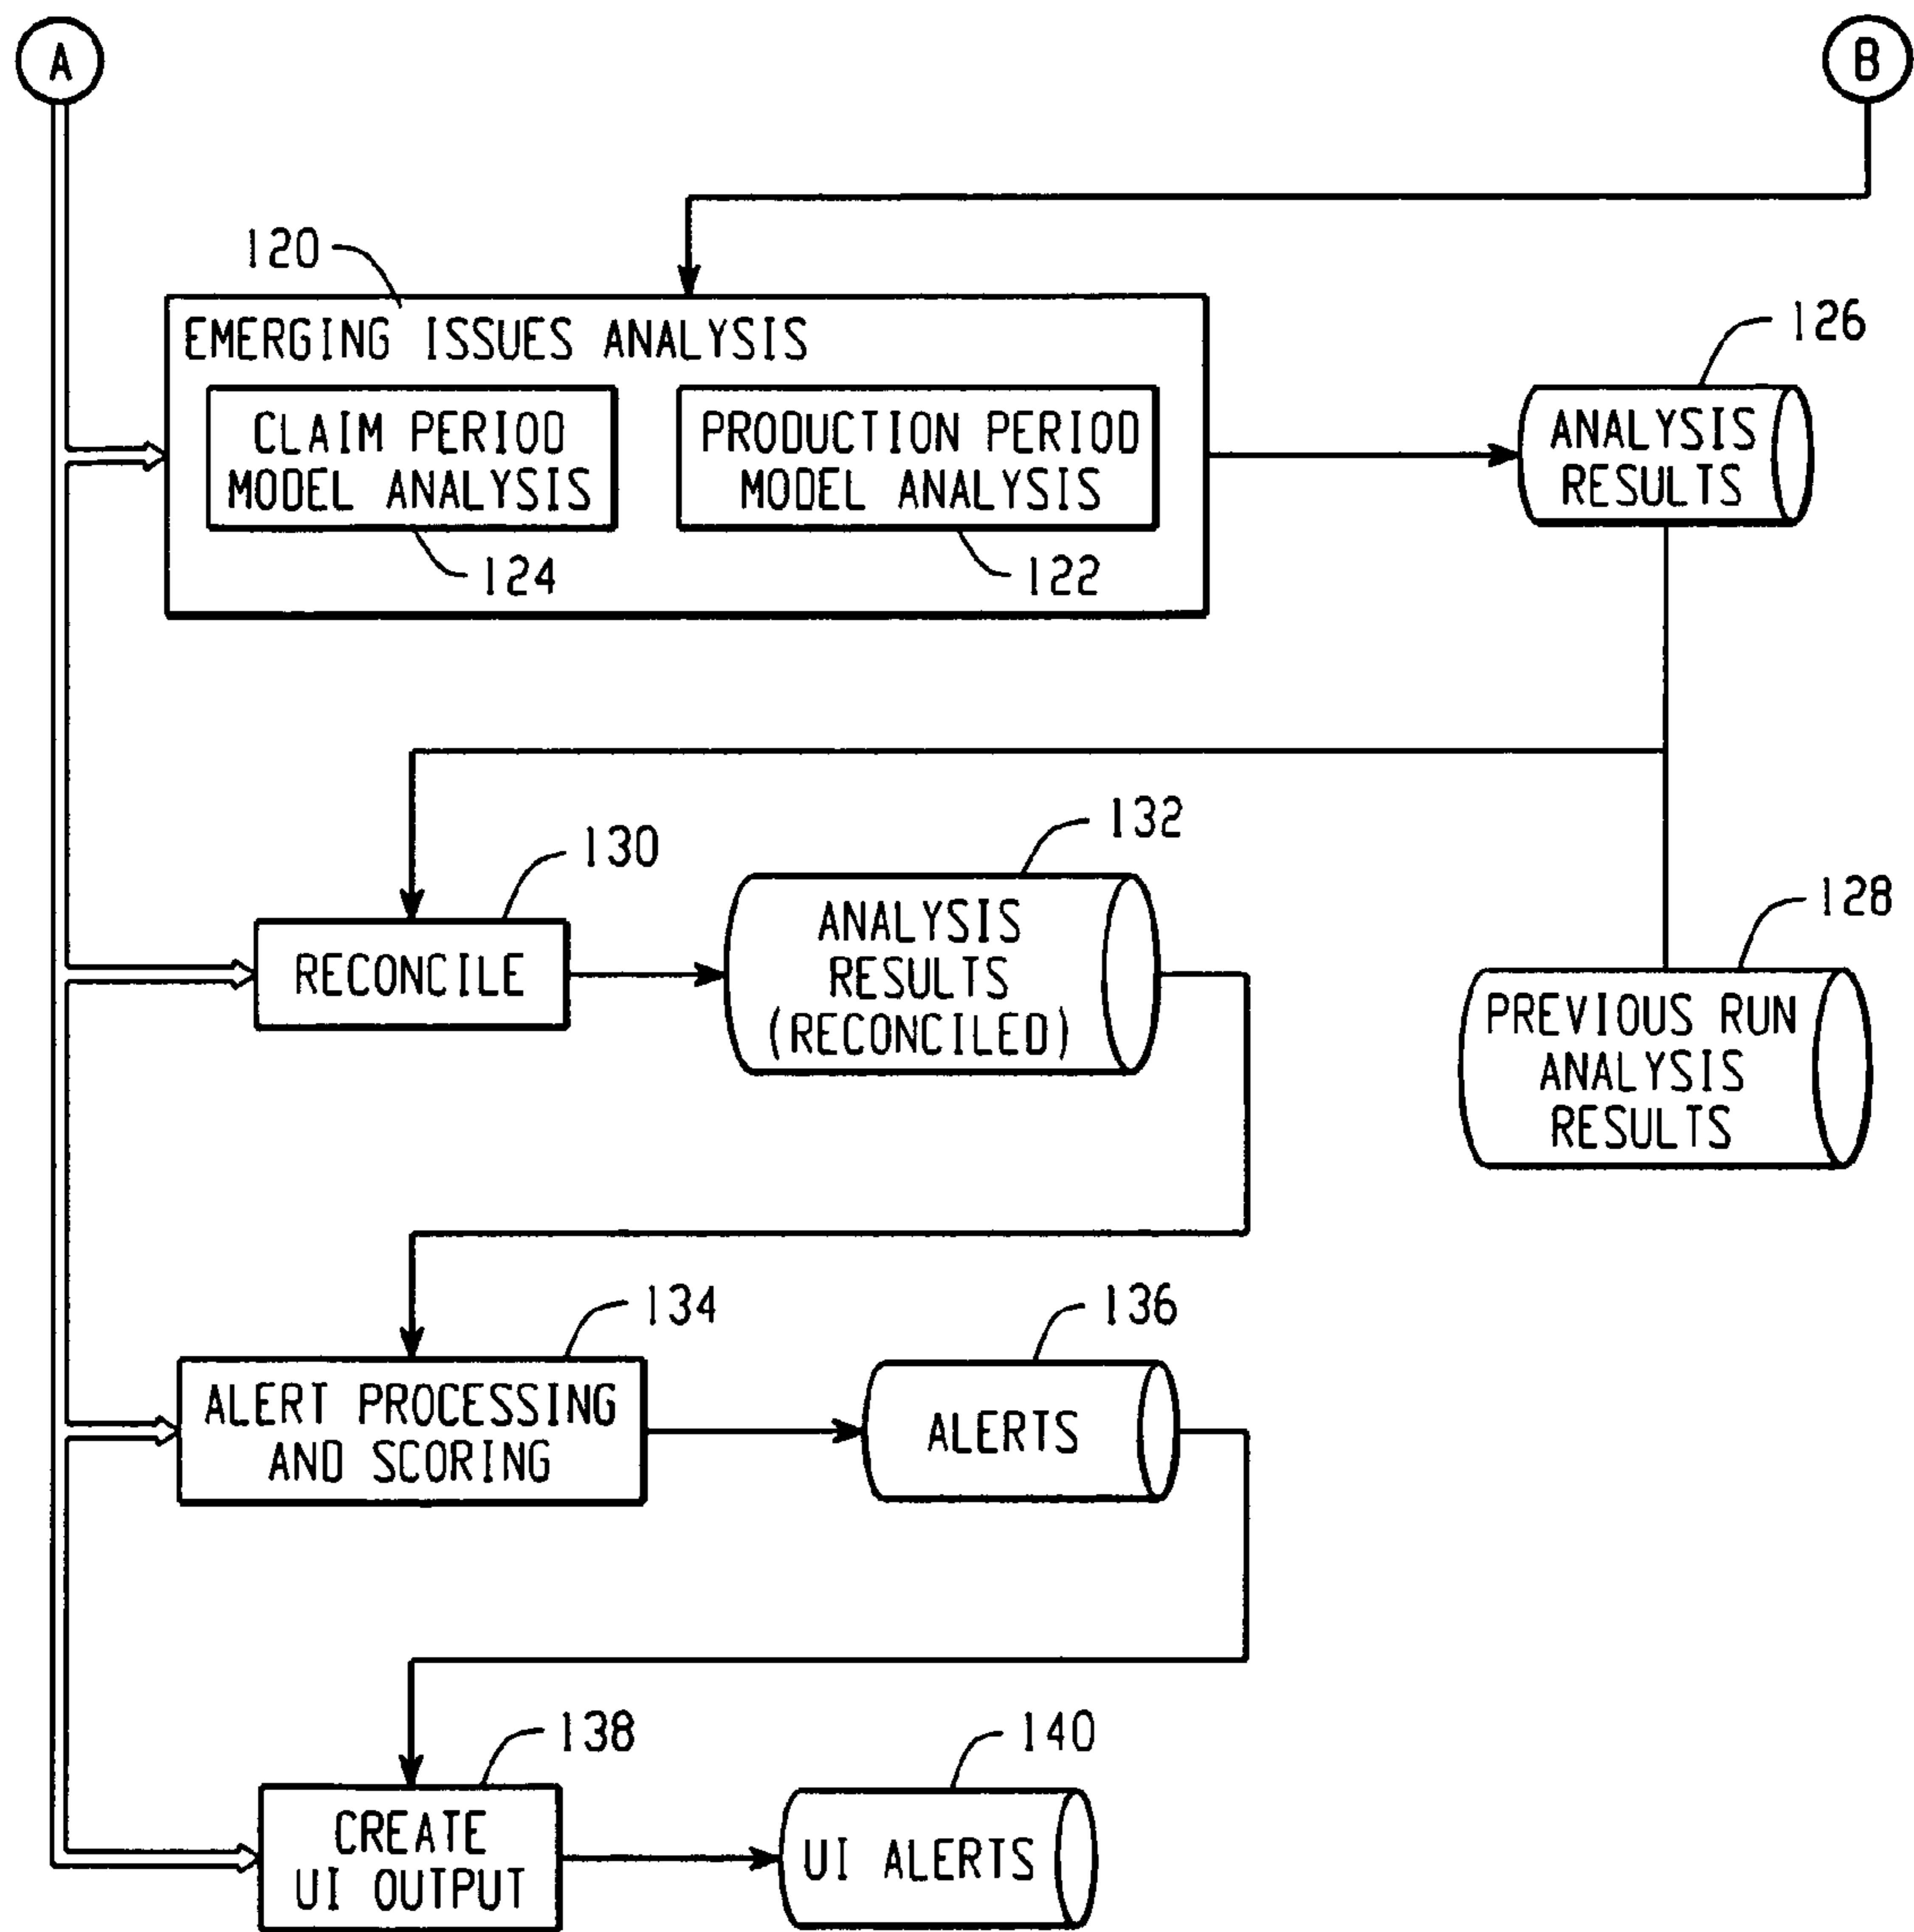 A
B
120
EMERGING ISSUES ANALYSIS
126
CLAIM PERIOD
MODEL ANALYSIS
PRODUCTION PERIOD
MODEL ANALYSIS
ANALYSIS
RESULTS
124
122
132
130
128
ANALYSIS
RESULTS
(RECONCILED)
RECONCILE
PREVIOUS RUN
ANALYSIS
RESULTS
134
136
ALERT PROCESSING
AND SCORING
ALERTS
138
140
CREATE
UI OUTPUT
UI ALERTS